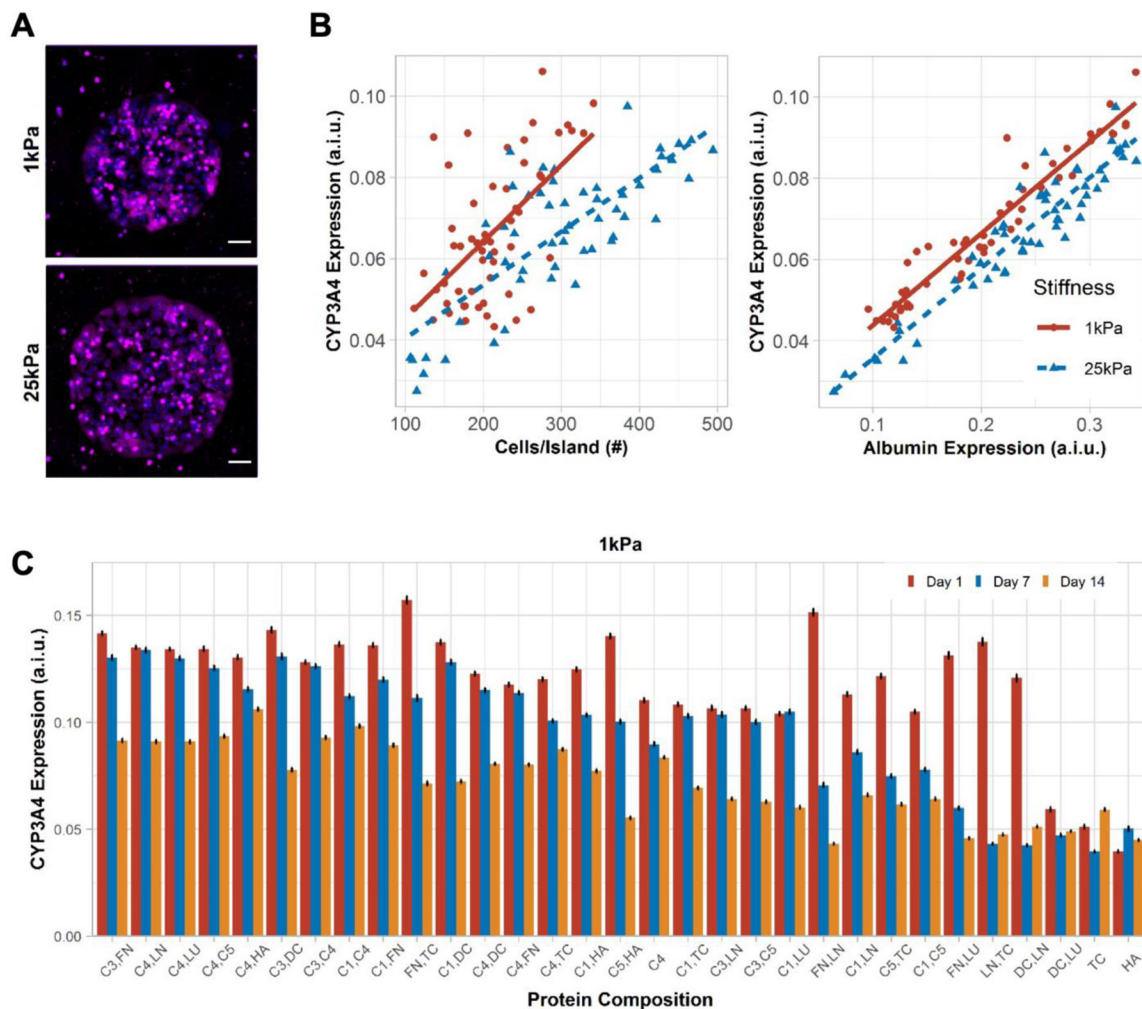 A
1kPa
25kPa
B
CYP3A4 Expression (a.i.u.)
0.10
0.08
0.06
0.04
100
200
300
400
500
Cells/Island (#)
CYP3A4 Expression (a.i.u.)
0.10
0.08
0.06
0.04
0.1
0.2
0.3
Albumin Expression (a.i.u.)
Stiffness
1kPa
25kPa
C
1kPa
Day 1
Day 7
Day 14
CYP3A4 Expression (a.i.u.)
0.15
0.10
0.05
0.00
C3,FN
C4,LN
C4,LU
C4,C5
C4,HA
C3,DC
C3,C4
C1,C4
C1,FN
FN,TC
C1,DC
C4,DC
C4,FN
C4,TC
C1,HA
C5,HA
C4
C1,TC
C3,LN
C3,C5
C1,LU
FN,LN
C1,LN
C5,TC
C1,C5
FN,LU
LN,TC
DC,LN
DC,LU
TC
HA
Protein Composition